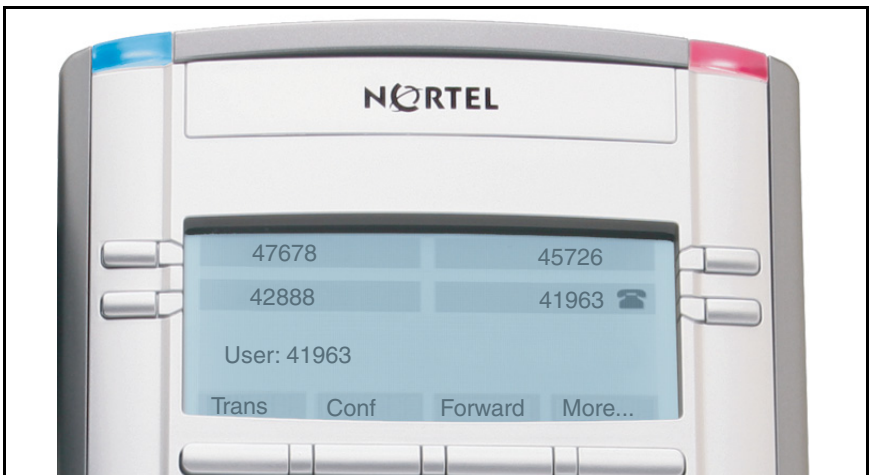 NORTEL
47678 45726
42888 41963
User: 41963
Trans Conf Forward More...